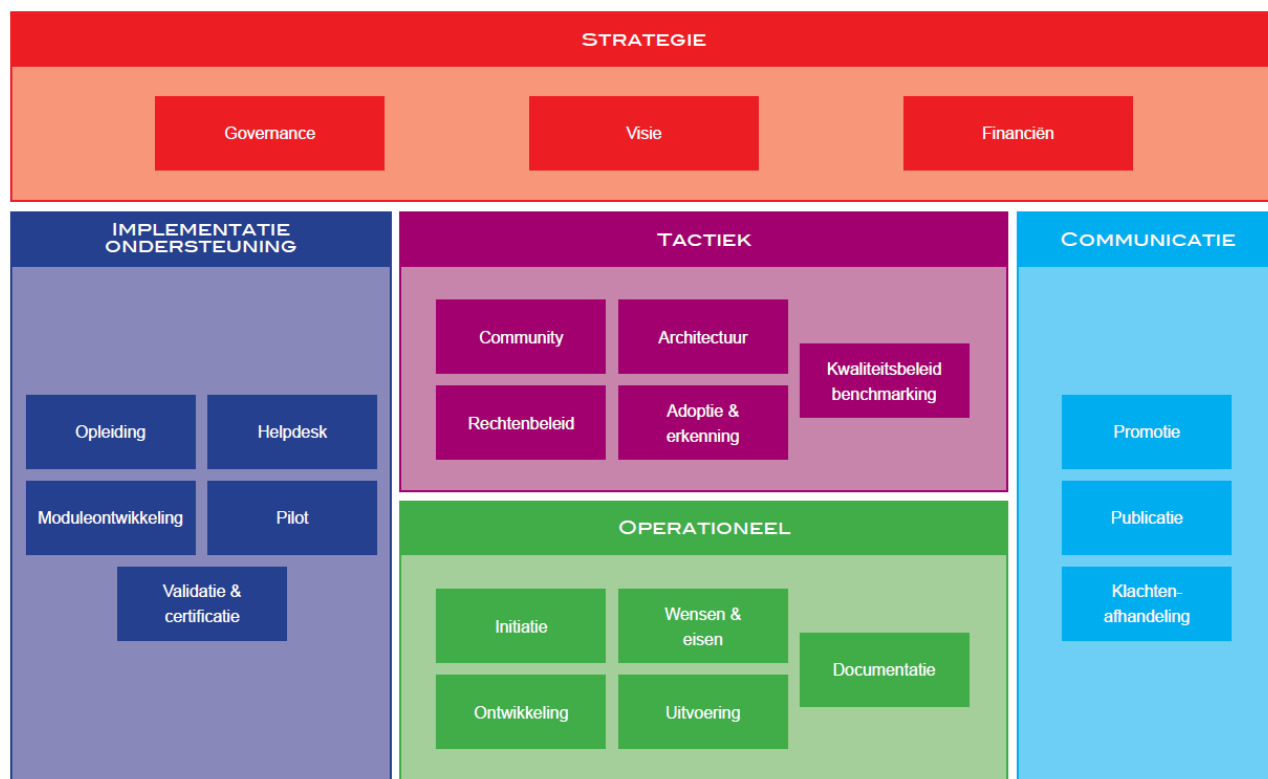 STRATEGIE
Governance
Visie
Financiën
IMPLEMENTATIE
ONDERSTEUNING
Opleiding
Helpdesk
Moduleontwikkeling
Pilot
Validatie &
certificatie
TACTIEK
Community
Architectuur
Rechtenbeleid
Adoptie &
erkenning
Kwaliteitsbeleid
benchmarking
OPERATIONEEL
Initiatie
Wensen &
eisen
Ontwikkeling
Uitvoering
Documentatie
COMMUNICATIE
Promotie
Publicatie
Klachten-
afhandeling